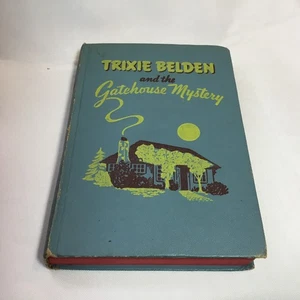 TRIXIE BELDEN
and the
Gatehouse Mystery